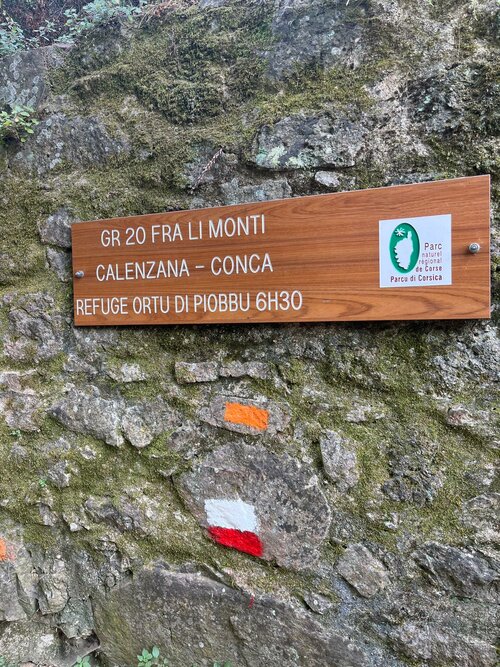 GR 20 FRA LI MONTI
CALENZANA - CONCA
REFUGE ORTU DI PIOBBU 6H30
Parc
naturel
régional
de Corse
Parcu di Corsica